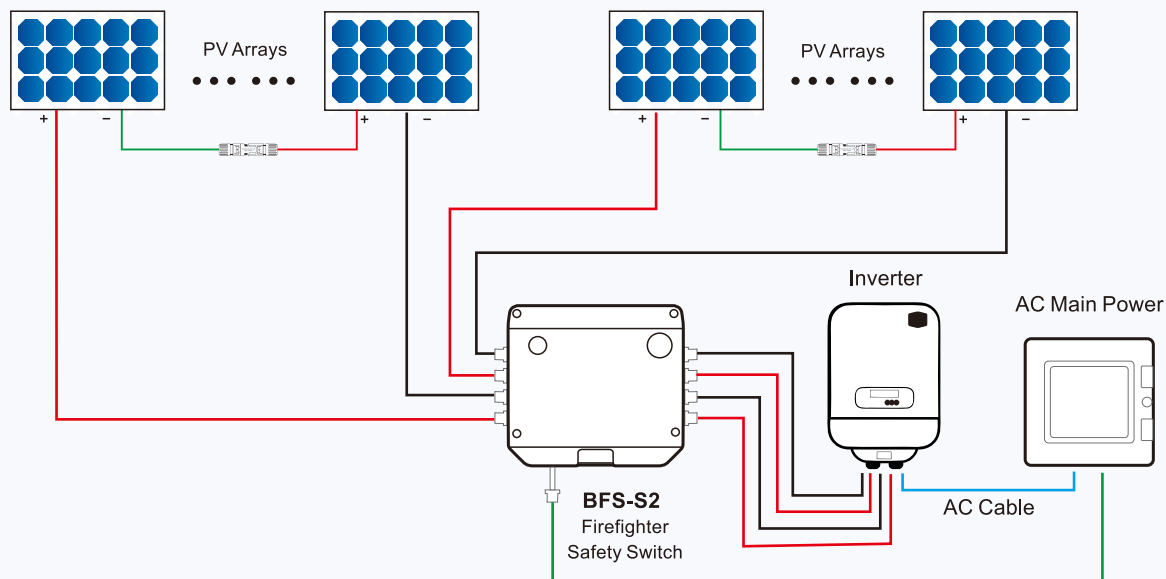 PV Arrays
PV Arrays
+ −
+ −
+ −
+ −
Inverter
AC Main Power
BFS-S2
Firefighter
Safety Switch
AC Cable